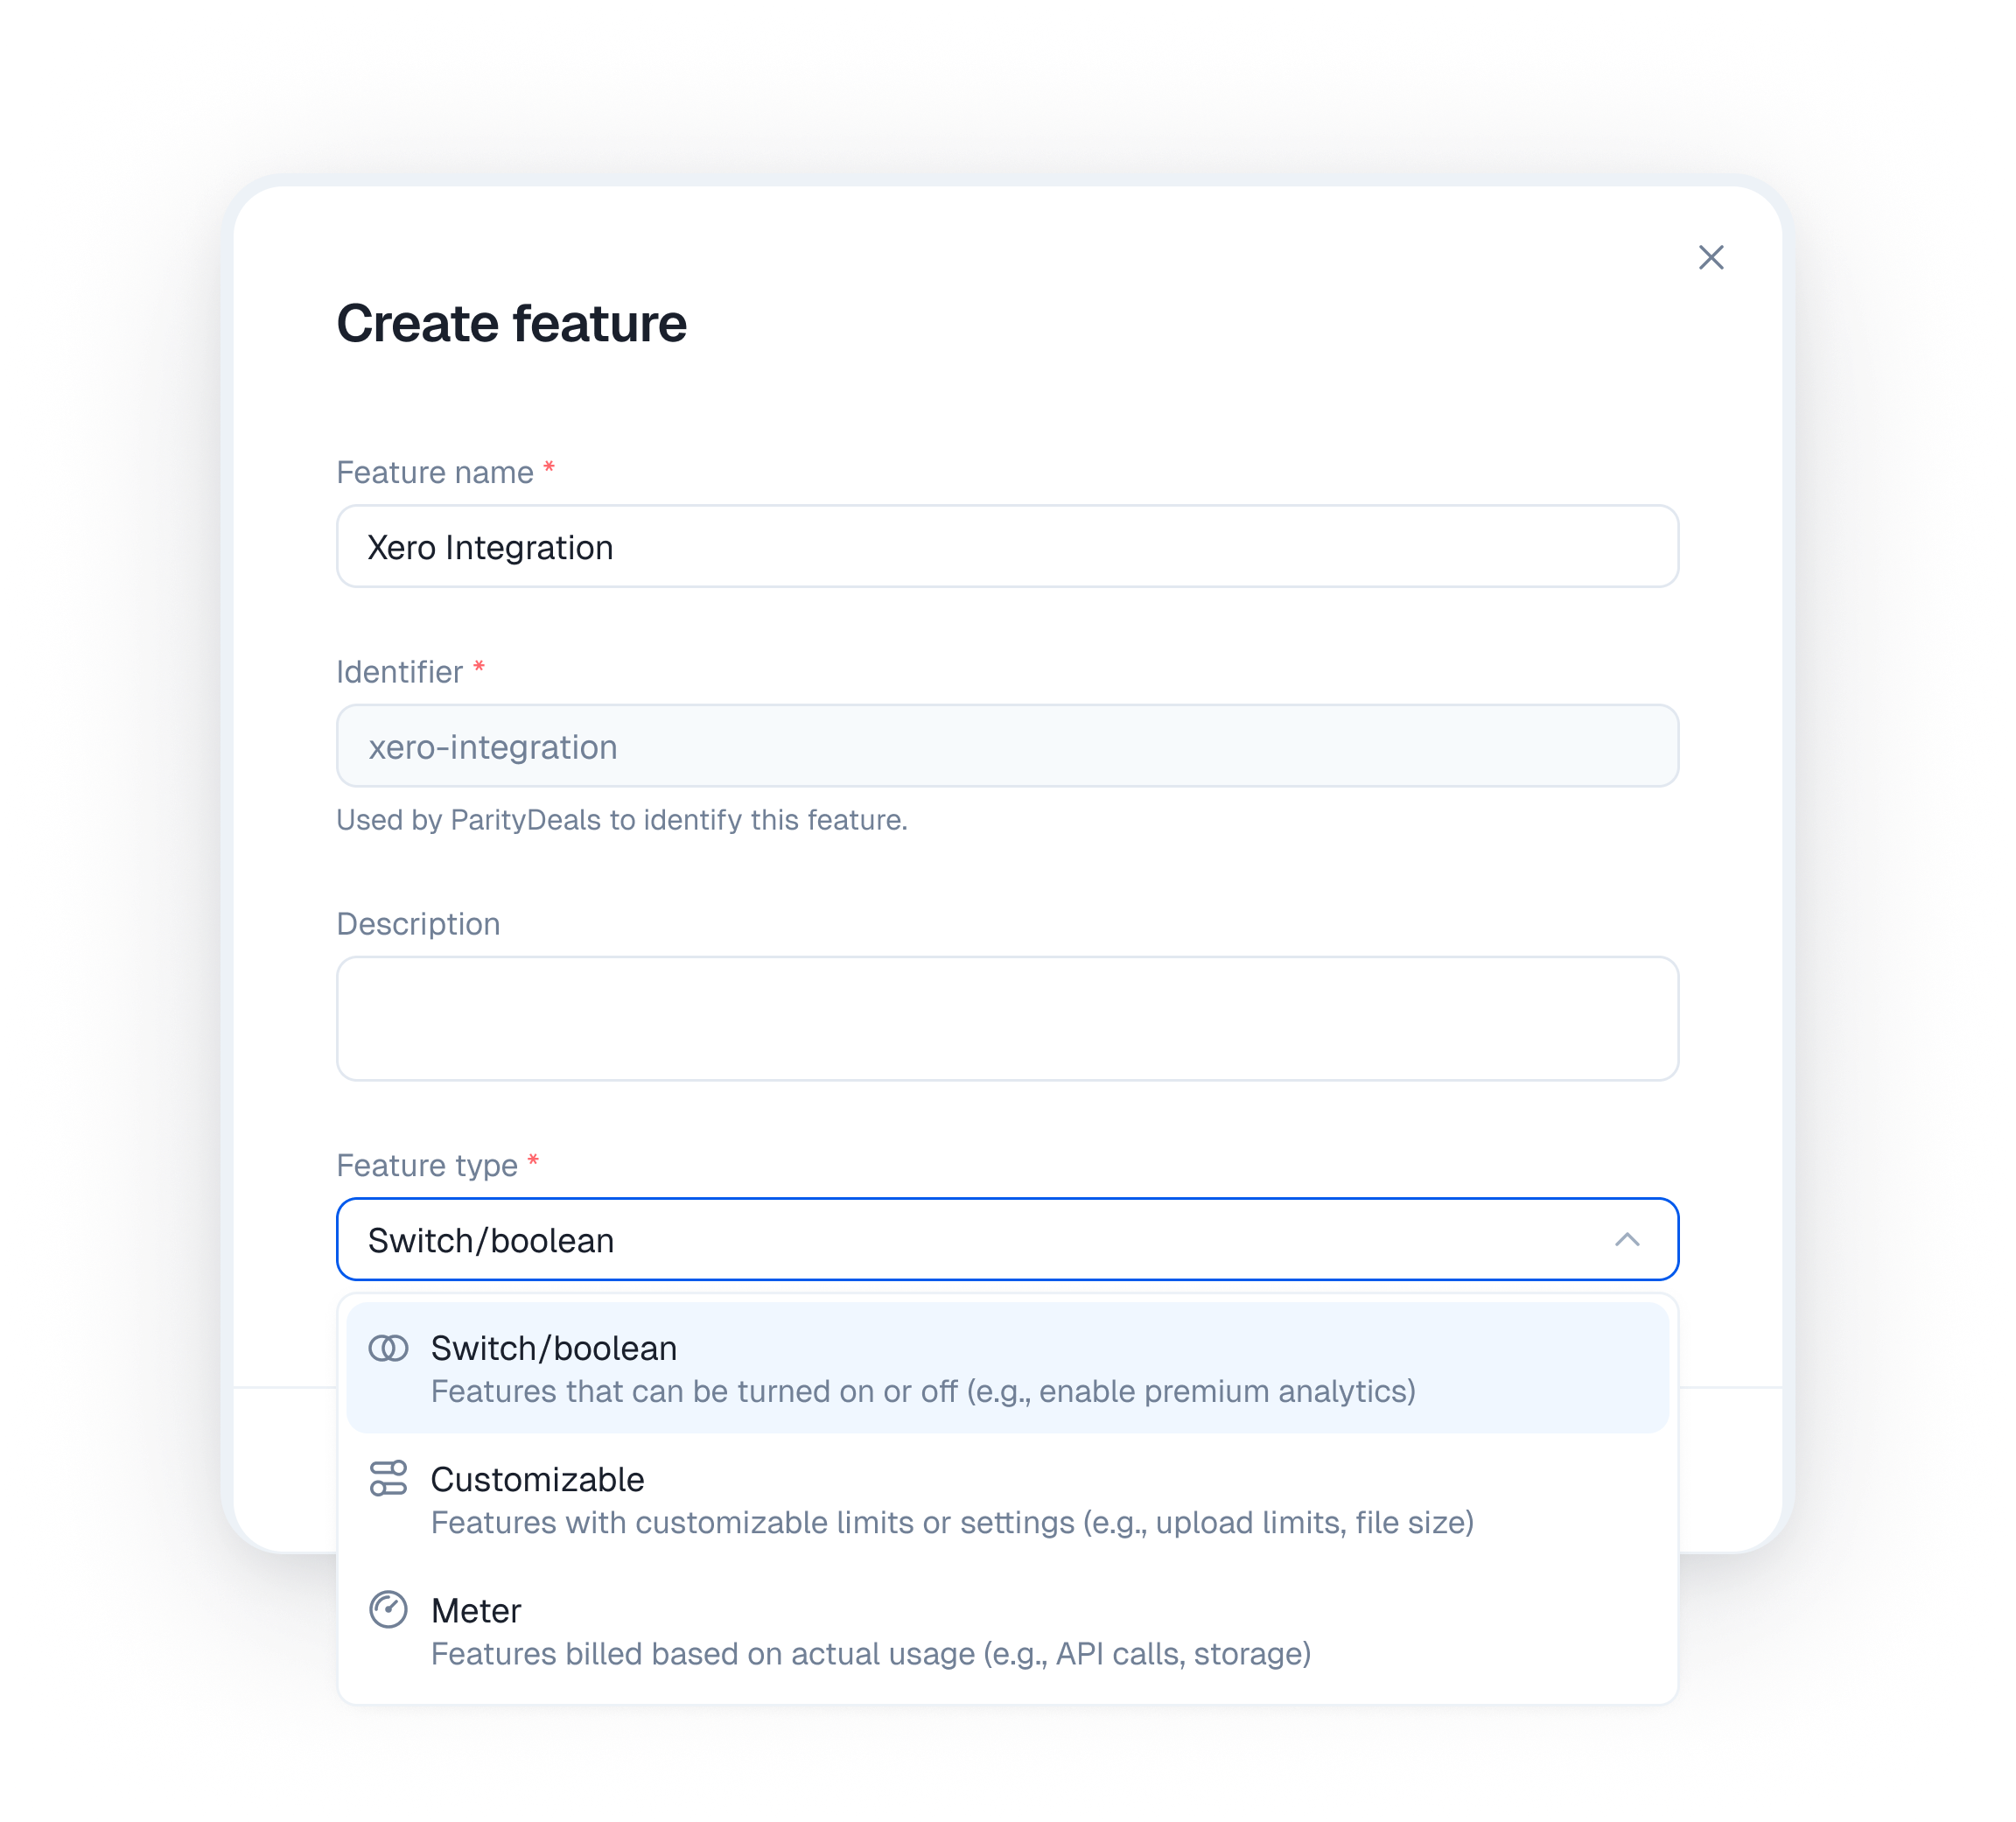 Create feature
Feature name *
Xero Integration
Identifier *
xero-integration
Used by ParityDeals to identify this feature.
Description
Feature type *
Switch/boolean
Switch/boolean
Features that can be turned on or off (e.g., enable premium analytics)
Customizable
Features with customizable limits or settings (e.g., upload limits, file size)
Meter
Features billed based on actual usage (e.g., API calls, storage)